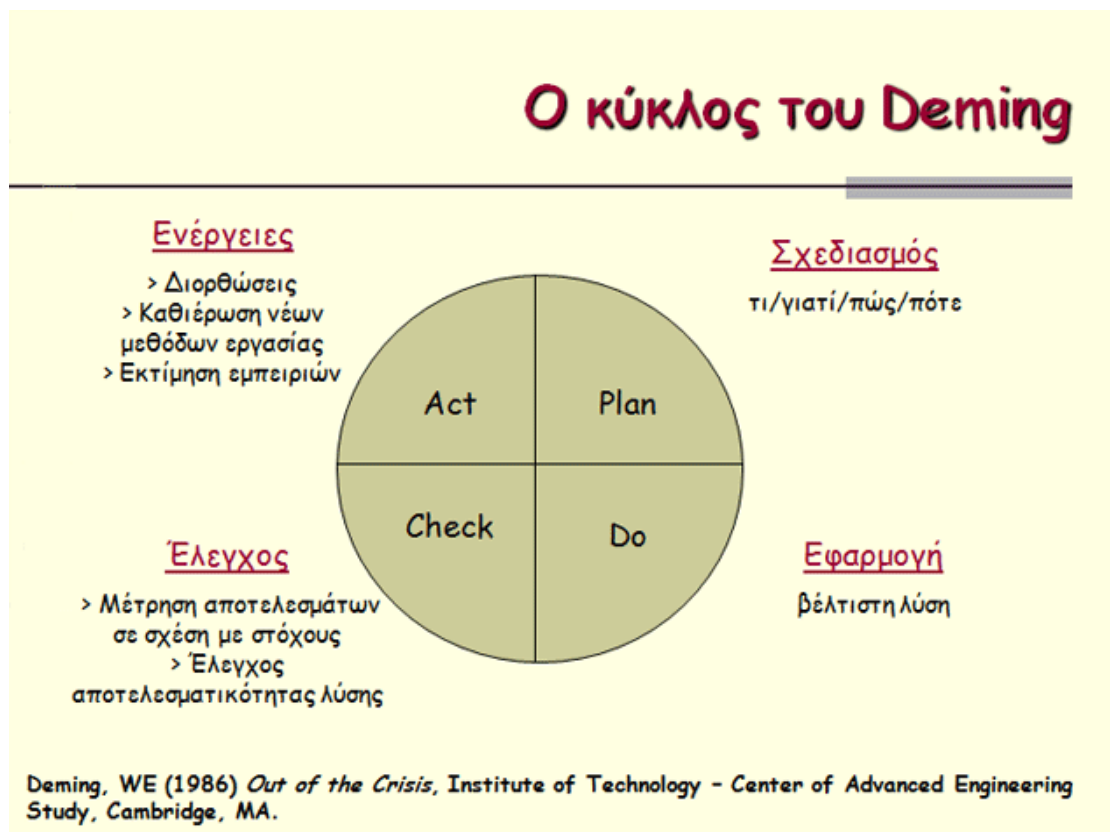 Ο κύκλος του Deming
Ενέργειες
> Διορθώσεις
> Καθιέρωση νέων
μεθόδων εργασίας
> Εκτίμηση εμπειριών
Σχεδιασμός
τι/γιατί/πώς/πότε
Act
Plan
Check
Do
Έλεγχος
> Μέτρηση αποτελεσμάτων
σε σχέση με στόχους
> Έλεγχος
αποτελεσματικότητας λύσης
Εφαρμογή
βέλτιστη λύση
Deming, WE (1986) Out of the Crisis, Institute of Technology – Center of Advanced Engineering
Study, Cambridge, MA.